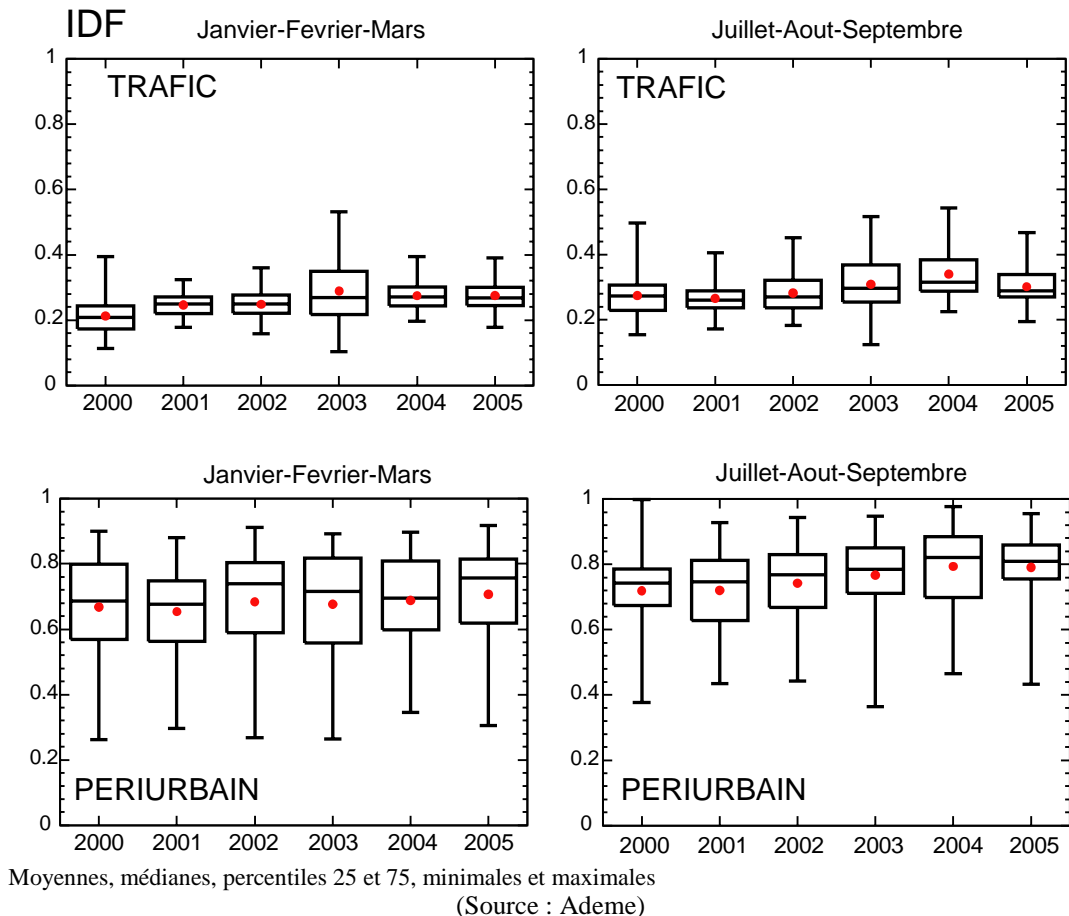 IDF
Janvier-Fevrier-Mars
Juillet-Aout-Septembre
1
0.8
0.6
0.4
0.2
0
TRAFIC
2000 2001 2002 2003 2004 2005
1
0.8
0.6
0.4
0.2
0
TRAFIC
2000 2001 2002 2003 2004 2005
Janvier-Fevrier-Mars
Juillet-Aout-Septembre
1
0.8
0.6
0.4
0.2
0
PERIURBAIN
2000 2001 2002 2003 2004 2005
1
0.8
0.6
0.4
0.2
0
PERIURBAIN
2000 2001 2002 2003 2004 2005
Moyennes, médianes, percentiles 25 et 75, minimales et maximales
(Source : Ademe)